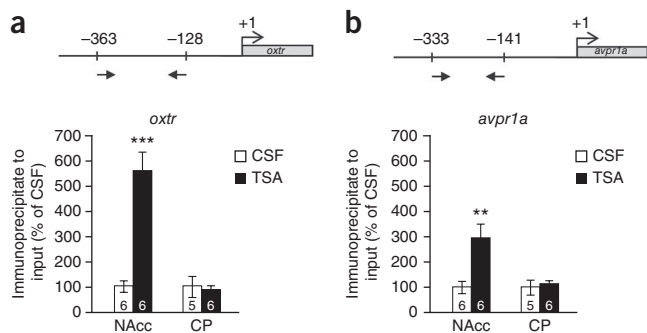 a
−363
−128
+1
oxtr
oxtr
Immunoprecipitate to
input (% of CSF)
700
600
500
400
300
200
100
0
***
CSF
TSA
6
6
5
6
NAcc
CP
b
−333
−141
+1
avpr1a
avpr1a
Immunoprecipitate to
input (% of CSF)
700
600
500
400
300
200
100
0
**
CSF
TSA
6
6
5
6
NAcc
CP